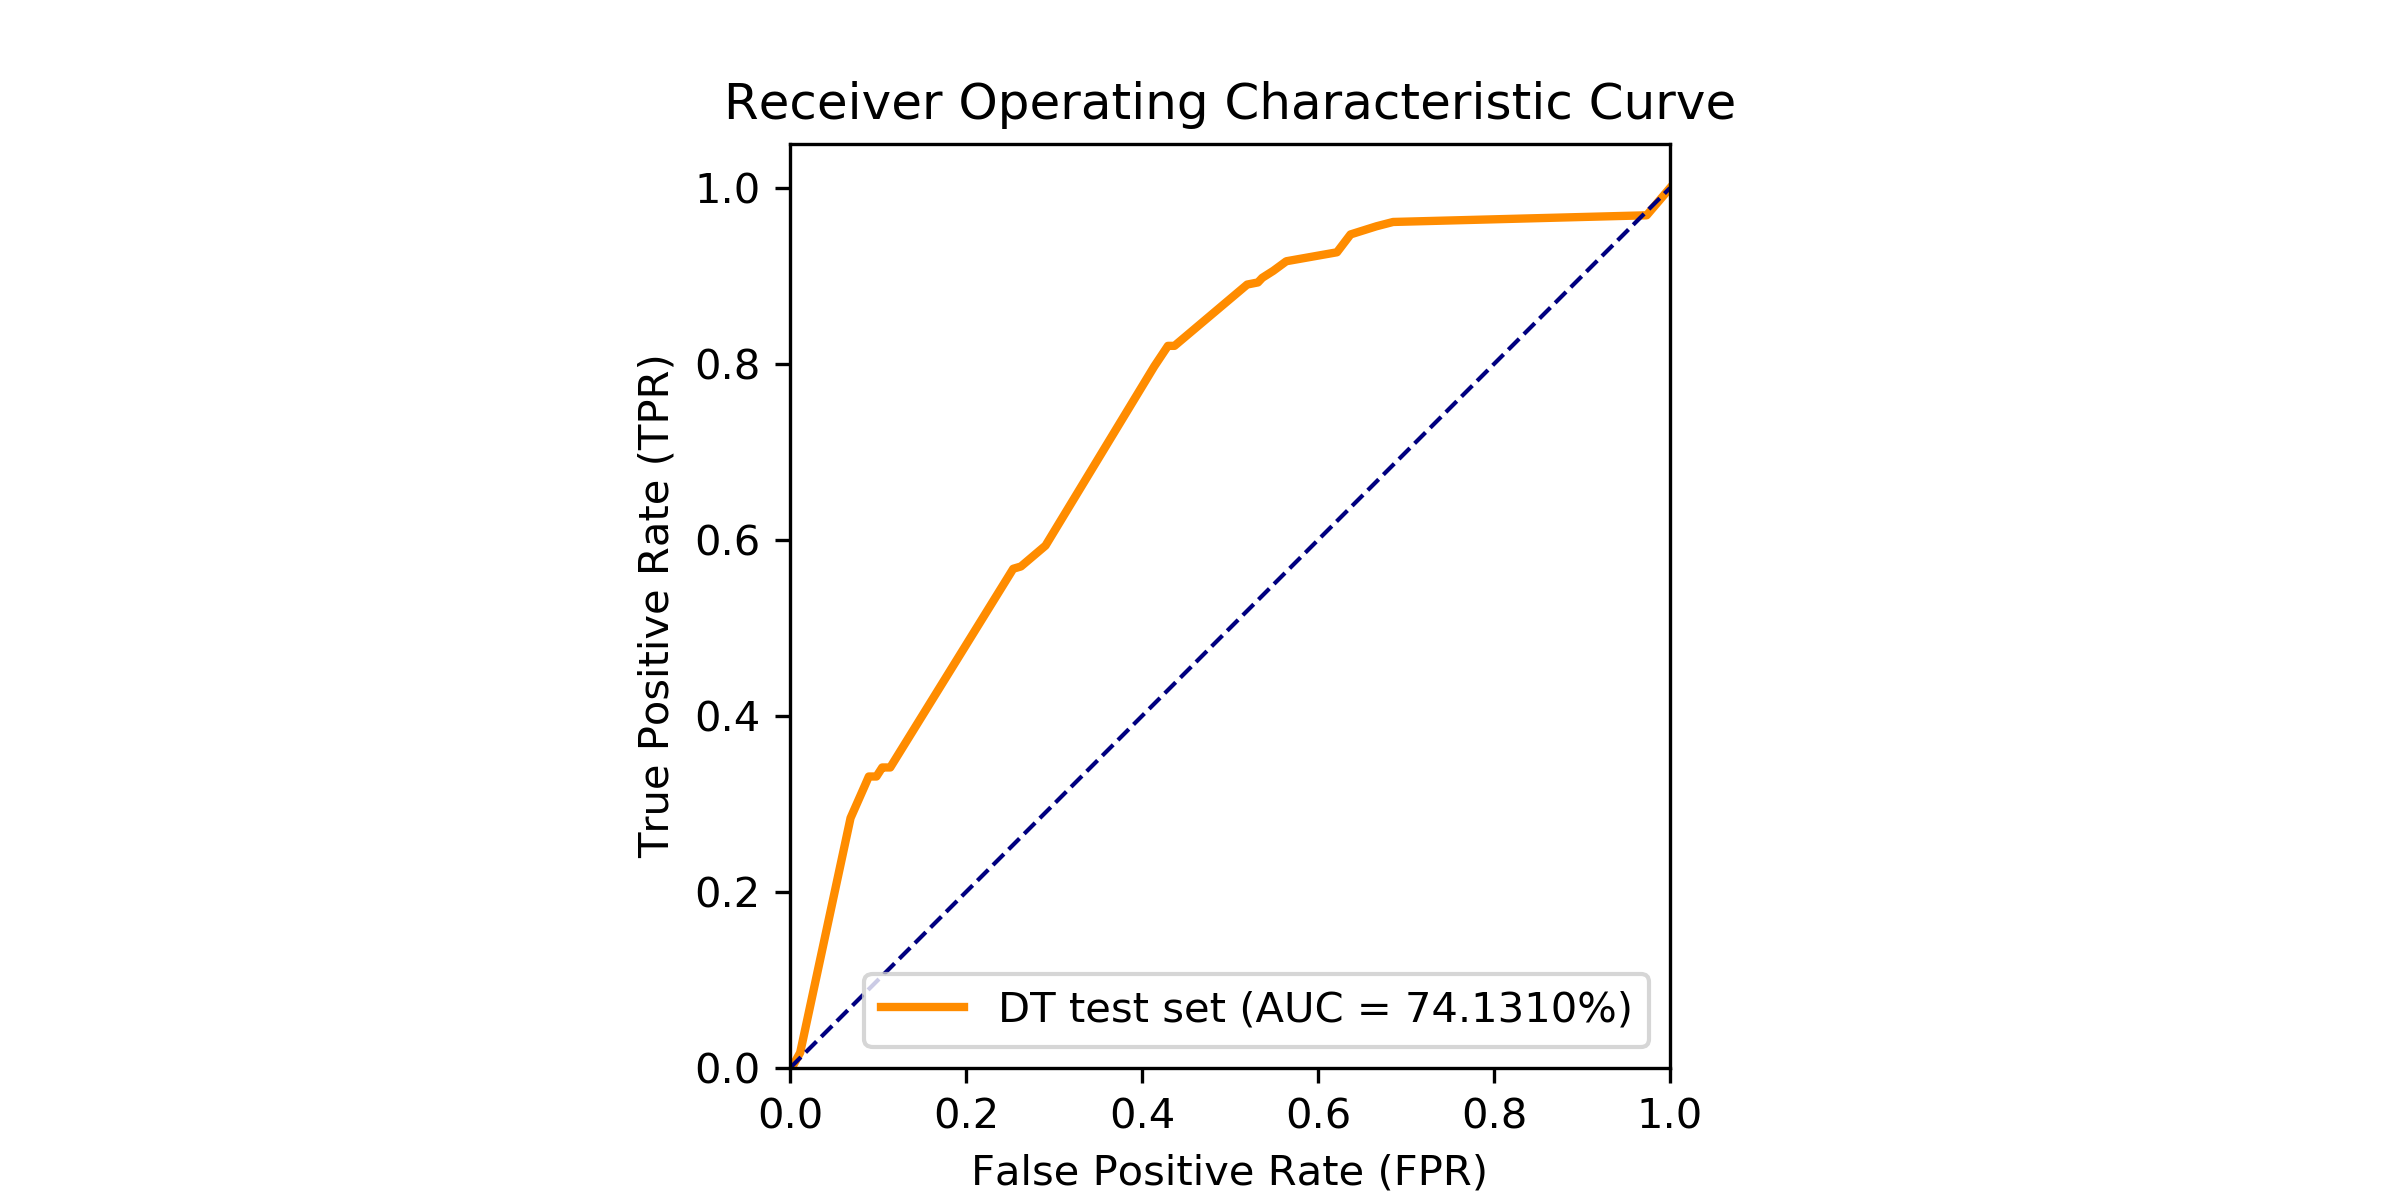 Receiver Operating Characteristic Curve
1.0
0.8
0.6
0.4
0.2
0.0
True Positive Rate (TPR)
DT test set (AUC = 74.1310%)
0.0 0.2 0.4 0.6 0.8 1.0
False Positive Rate (FPR)